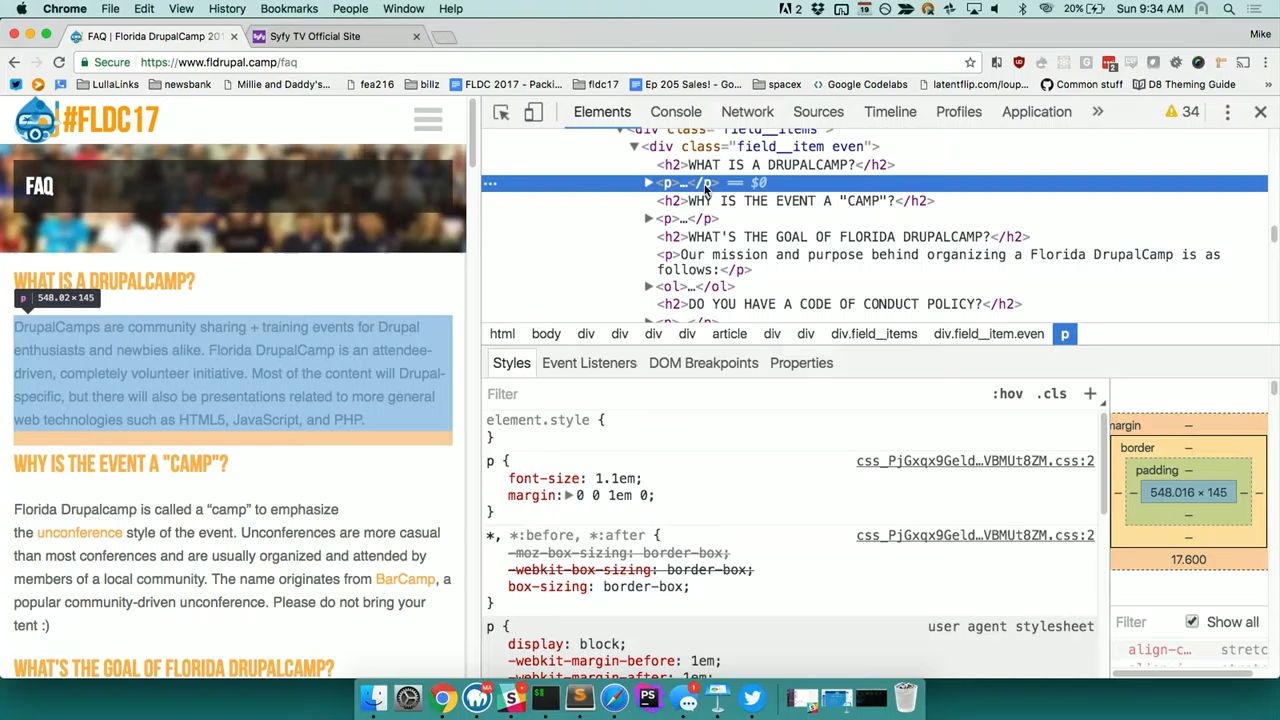 Chrome File Edit View History Bookmarks People Window Help 2 19 20% Sun 9:34 AM Mike
FAQ | Florida DrupalCamp 201 × Syfy TV Official Site ×
Mike
Secure https://www.fldrupal.camp/faq
LullaLinks newsbank Millie and Daddy's... fea216 billz FLDC 2017 - Packi... fldc17 Ep 205 Sales! - Go... spacex Google Codelabs latentflip.com/loup... Common stuff D8 Theming Guide
#FLDC17
FAQ
WHAT IS A DRUPALCAMP?
p 548.02×145
DrupalCamps are community sharing + training events for Drupal
enthusiasts and newbies alike. Florida DrupalCamp is an attendee-
driven, completely volunteer initiative. Most of the content will Drupal-
specific, but there will also be presentations related to more general
web technologies such as HTML5, JavaScript, and PHP.
WHY IS THE EVENT A "CAMP"?
Florida Drupalcamp is called a “camp” to emphasize
the unconference style of the event. Unconferences are more casual
than most conferences and are usually organized and attended by
members of a local community. The name originates from BarCamp, a
popular community-driven unconference. Please do not bring your
tent :)
WHAT'S THE GOAL OF FLORIDA DRUPALCAMP?
Elements Console Network Sources Timeline Profiles Application » 34
<div class="field__items">
<div class="field__item even">
<h2>WHAT IS A DRUPALCAMP?</h2>
<p>…</p> == $0
<h2>WHY IS THE EVENT A "CAMP"?</h2>
<p>…</p>
<h2>WHAT'S THE GOAL OF FLORIDA DRUPALCAMP?</h2>
<p>Our mission and purpose behind organizing a Florida DrupalCamp is as
follows:</p>
<ol>…</ol>
<h2>DO YOU HAVE A CODE OF CONDUCT POLICY?</h2>
html body div div div div article div div div.field__items div.field__item.even p
Styles Event Listeners DOM Breakpoints Properties
Filter :hov .cls +
element.style {
}
p { css_PjGxqx9Geld…VBMUt8ZM.css:2
font-size: 1.1em;
margin: 0 0 1em 0;
}
*, *:before, *:after { css_PjGxqx9Geld…VBMUt8ZM.css:2
-moz-box-sizing: border-box;
-webkit-box-sizing: border-box;
box-sizing: border-box;
}
p { user agent stylesheet
display: block;
-webkit-margin-before: 1em;
-webkit-margin-after: 1em;
margin –
border –
padding –
– – – 548.016 × 145 – – –
–
–
17.600
Filter Show all
align-c… stretc